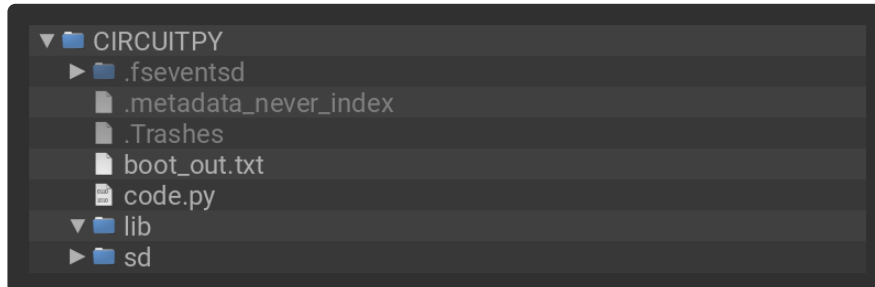 CIRCUITPY
.fseventsd
.metadata_never_index
.Trashes
boot_out.txt
code.py
lib
sd